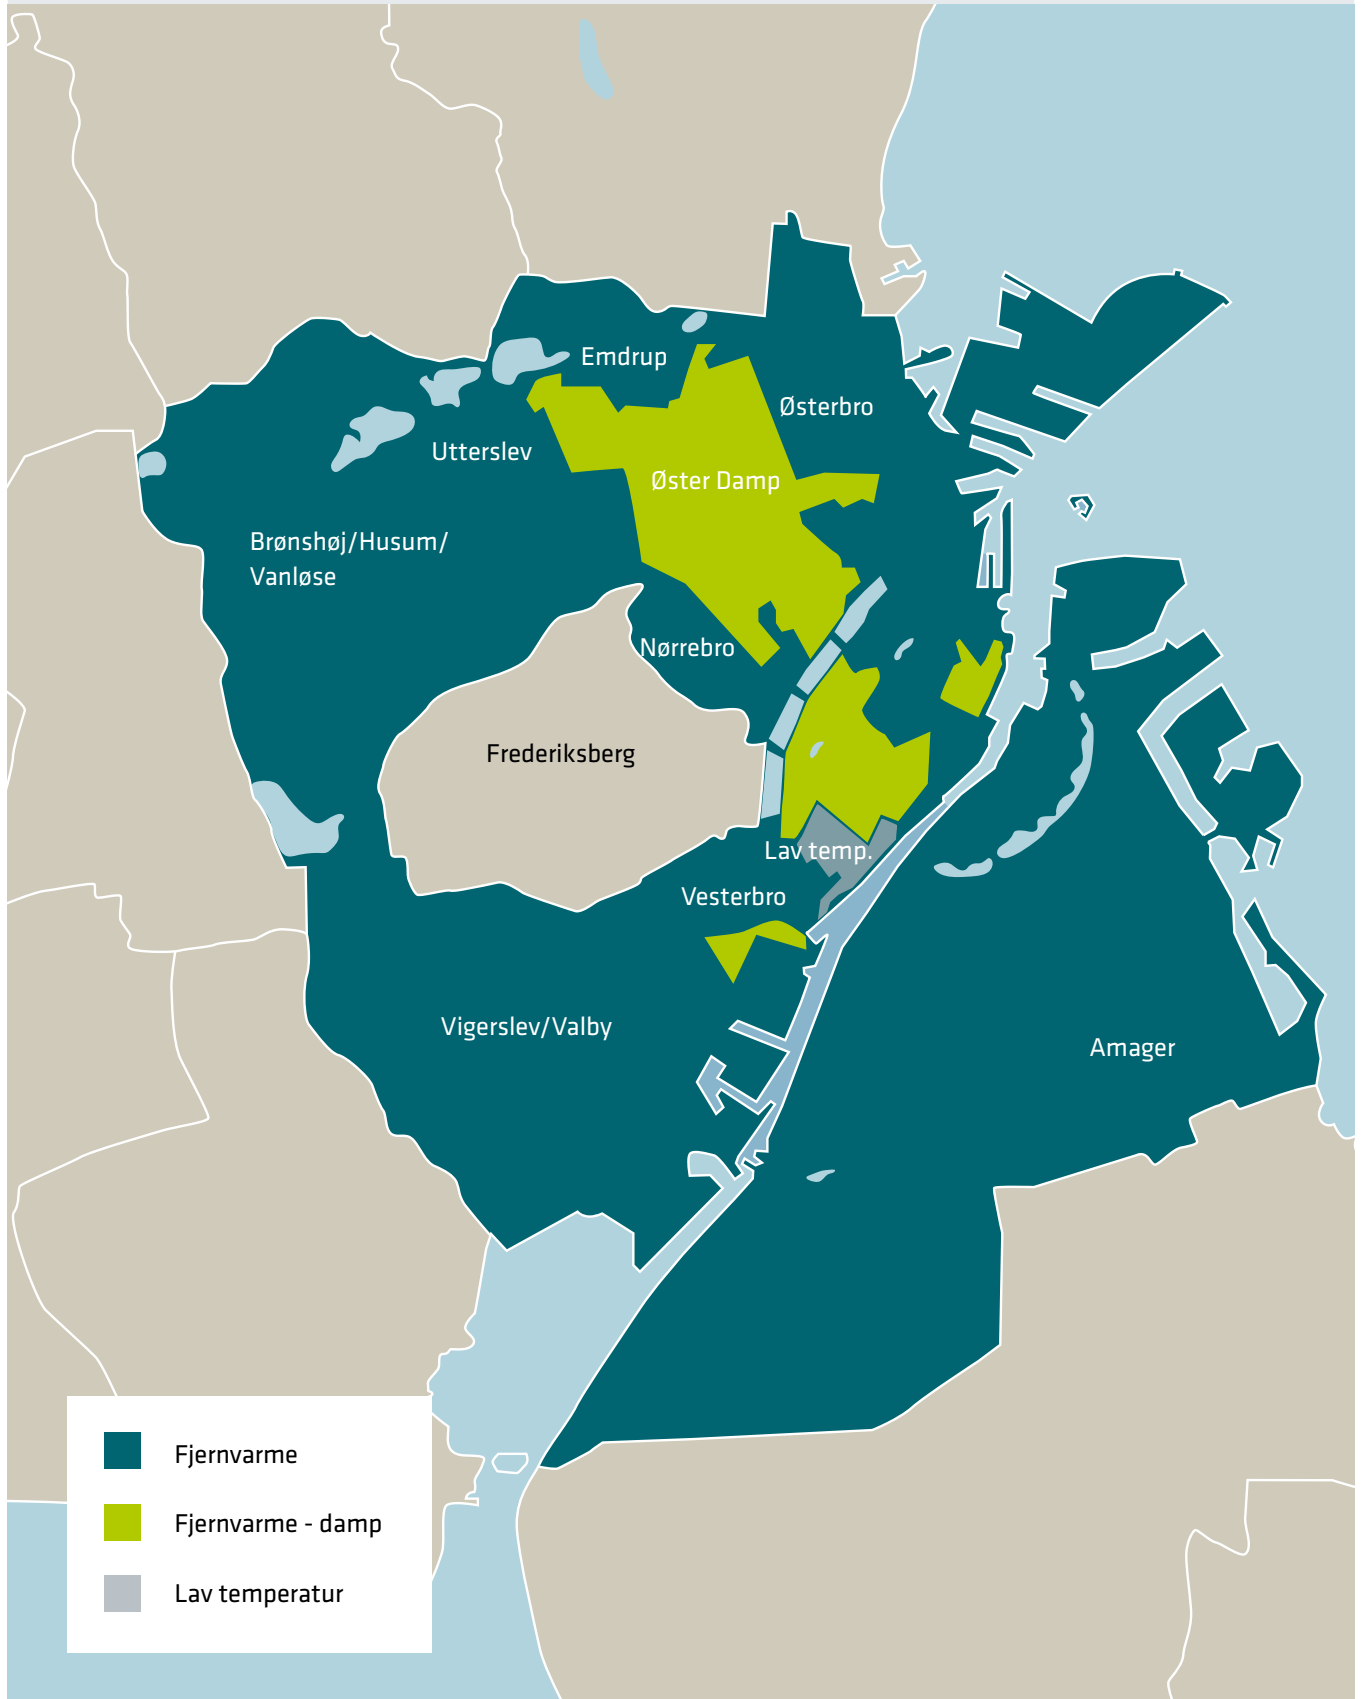 Emdrup
Østerbro
Utterslev
Øster Damp
Brønshøj/Husum/
Vanløse
Nørrebro
Frederiksberg
Lav temp.
Vesterbro
Vigerslev/Valby
Amager
Fjernvarme
Fjernvarme - damp
Lav temperatur